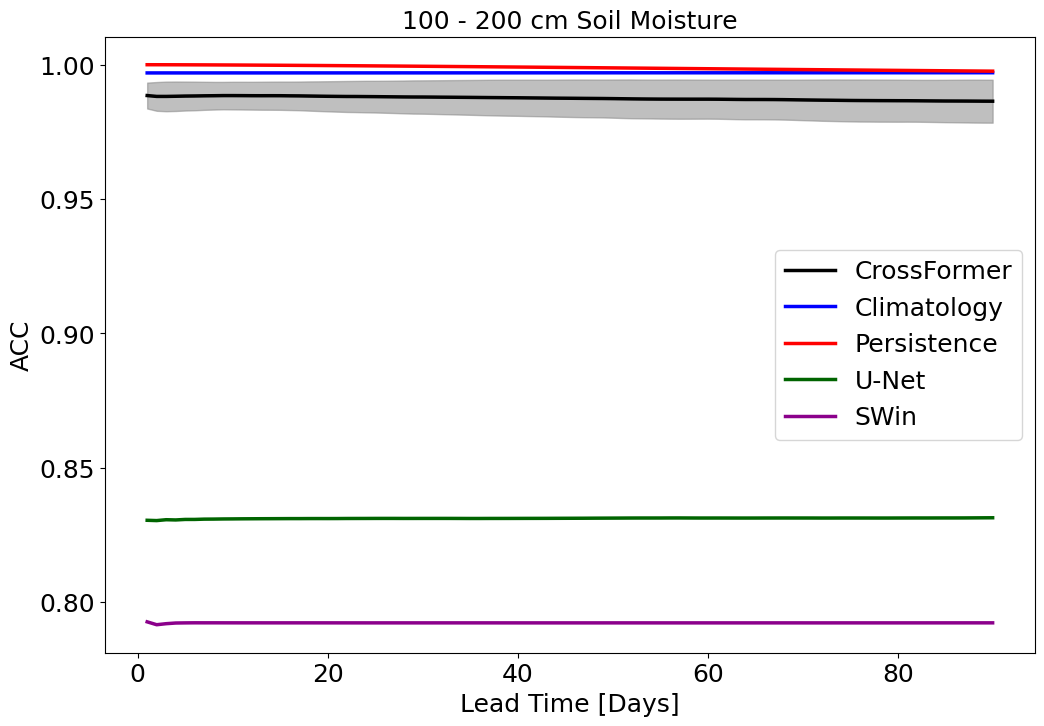 100 - 200 cm Soil Moisture
1.00
0.95
0.90
0.85
0.80
ACC
CrossFormer
Climatology
Persistence
U-Net
SWin
0 20 40 60 80
Lead Time [Days]